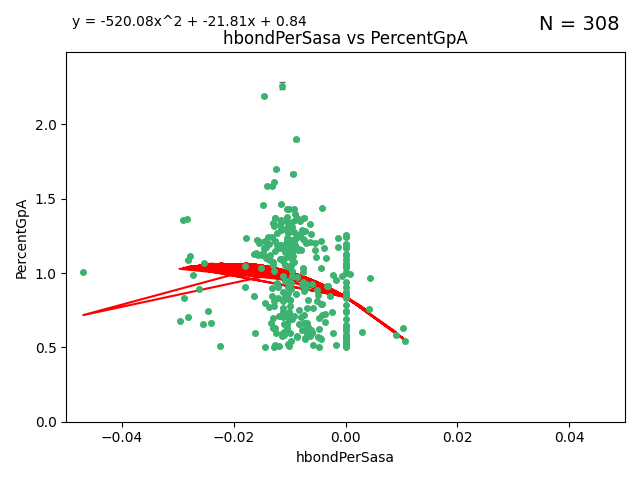 y = -520.08x^2 + -21.81x + 0.84
N = 308
hbondPerSasa vs PercentGpA
2.0
1.5
1.0
0.5
0.0
PercentGpA
−0.04
−0.02
0.00
0.02
0.04
hbondPerSasa